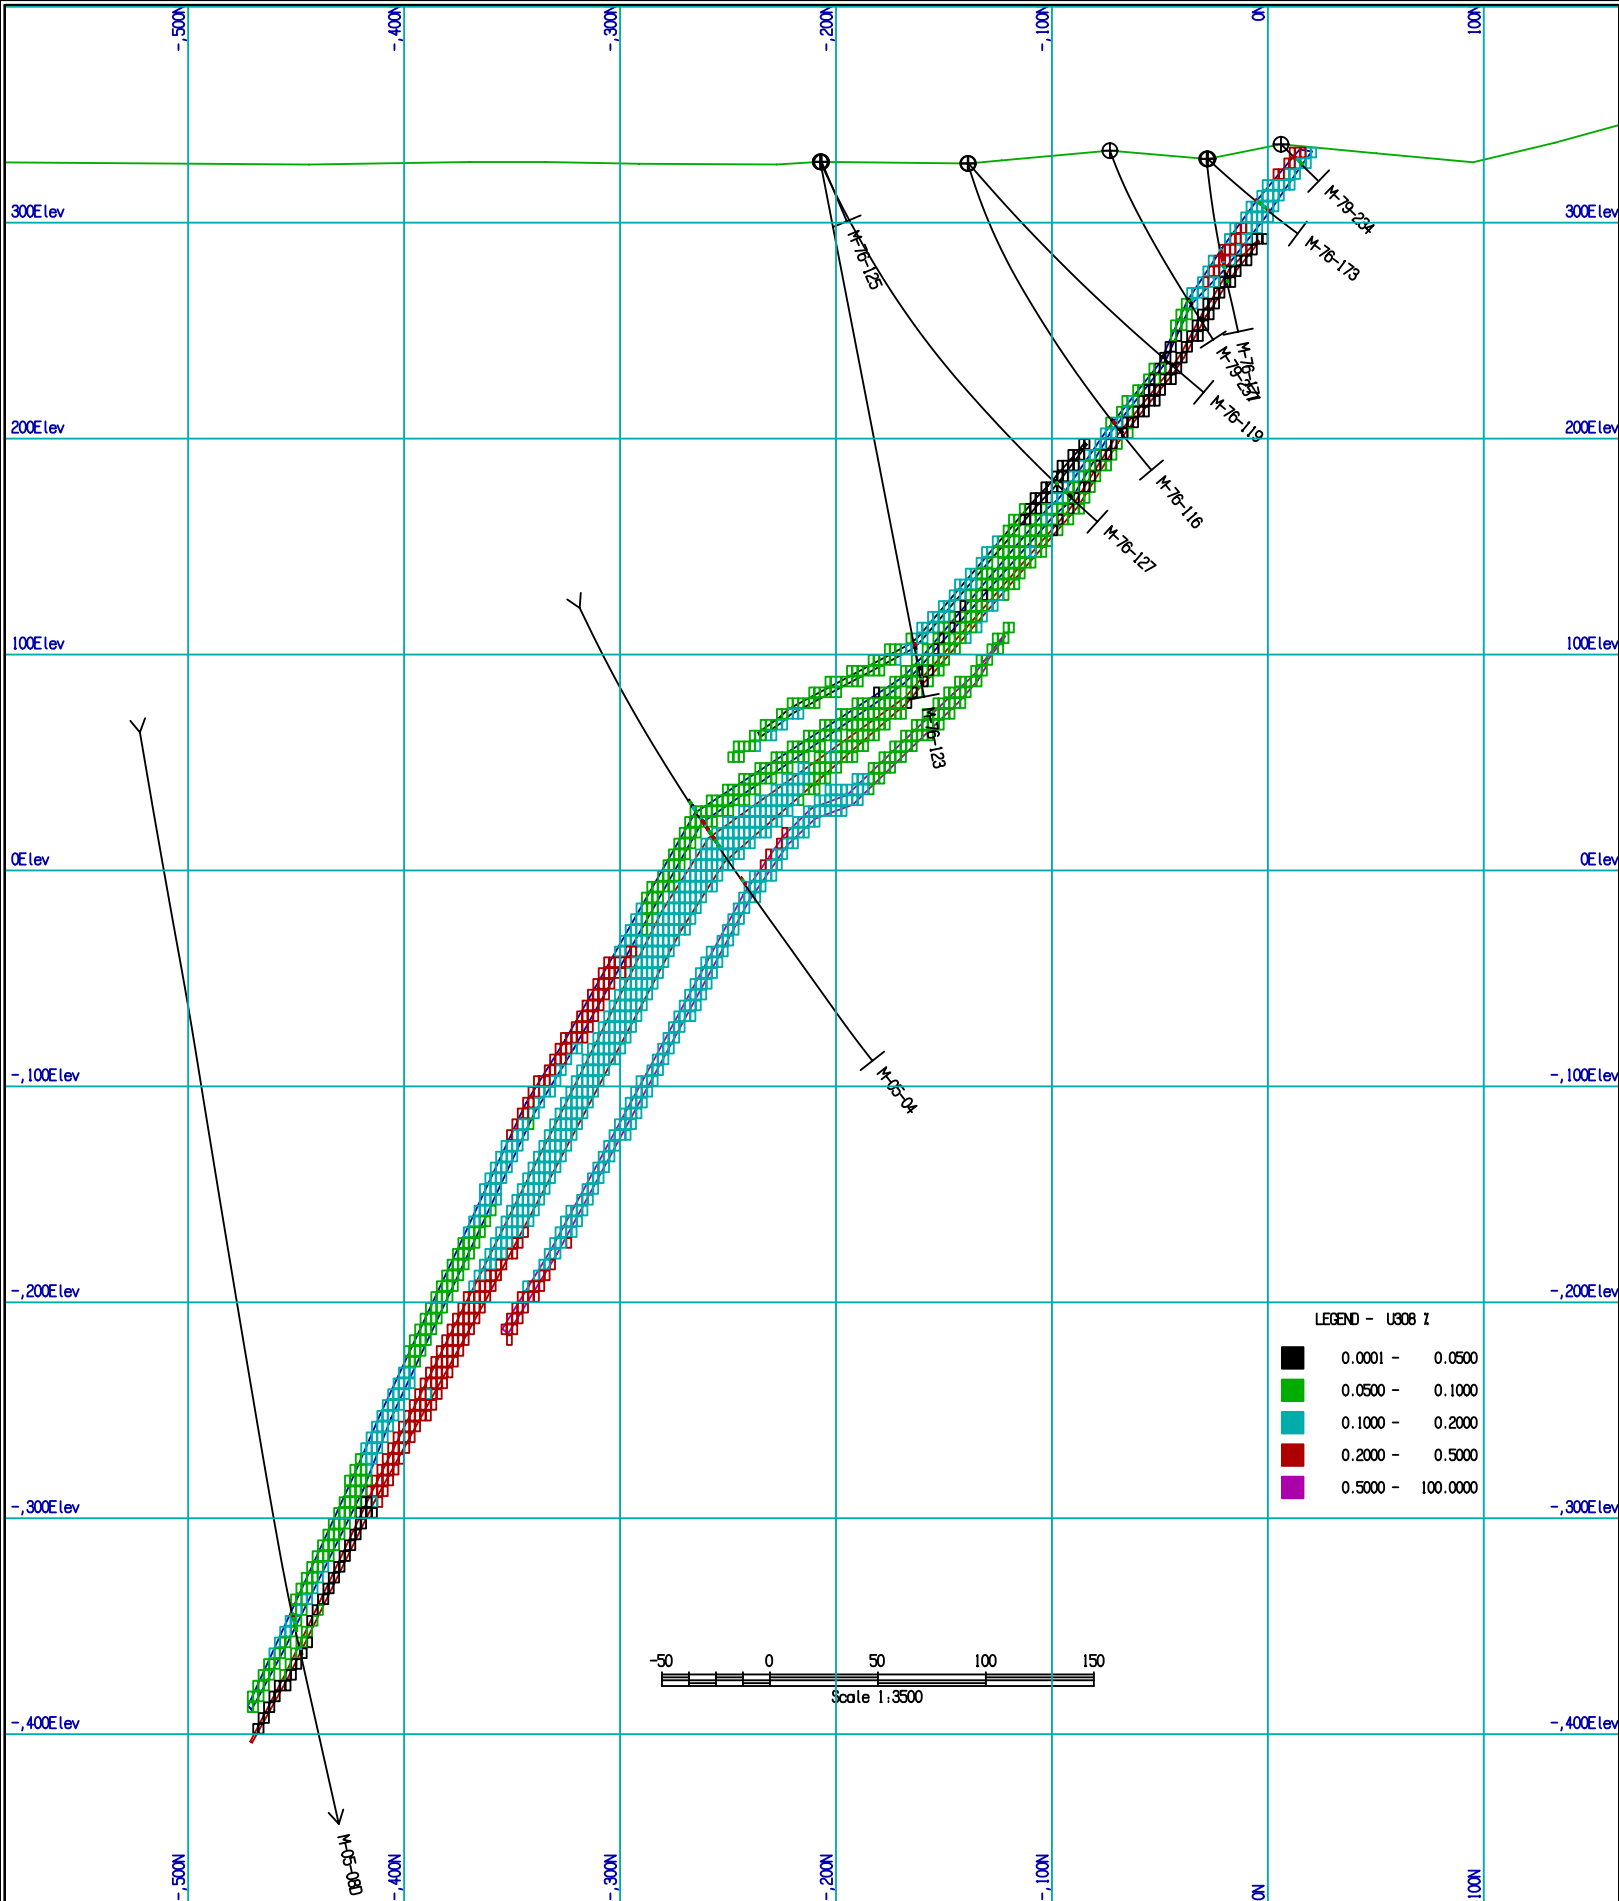 -,500N
-,400N
-,300N
-,200N
-,100N
0N
100N
300Elev
300Elev
M-79-234
M-76-173
M-76-125
M-76-171
M-79-237
M-76-119
200Elev
200Elev
M-76-116
M-76-127
100Elev
100Elev
M-76-123
0Elev
0Elev
-,100Elev
-,100Elev
M-05-04
-,200Elev
-,200Elev
LEGEND - U308 %
0.0001 - 0.0500
0.0500 - 0.1000
0.1000 - 0.2000
0.2000 - 0.5000
0.5000 - 100.0000
-,300Elev
-,300Elev
-50 0 50 100 150
Scale 1:3500
-,400Elev
-,400Elev
M-05-08D
-,500N
-,400N
-,300N
-,200N
-,100N
0N
100N